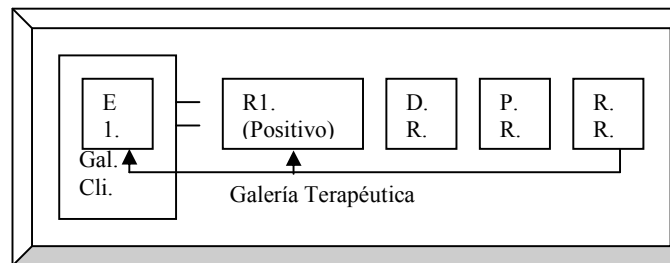 E
1.
Gal.
Cli.
R1.
(Positivo)
D.
R.
P.
R.
R.
R.
Galería Terapéutica